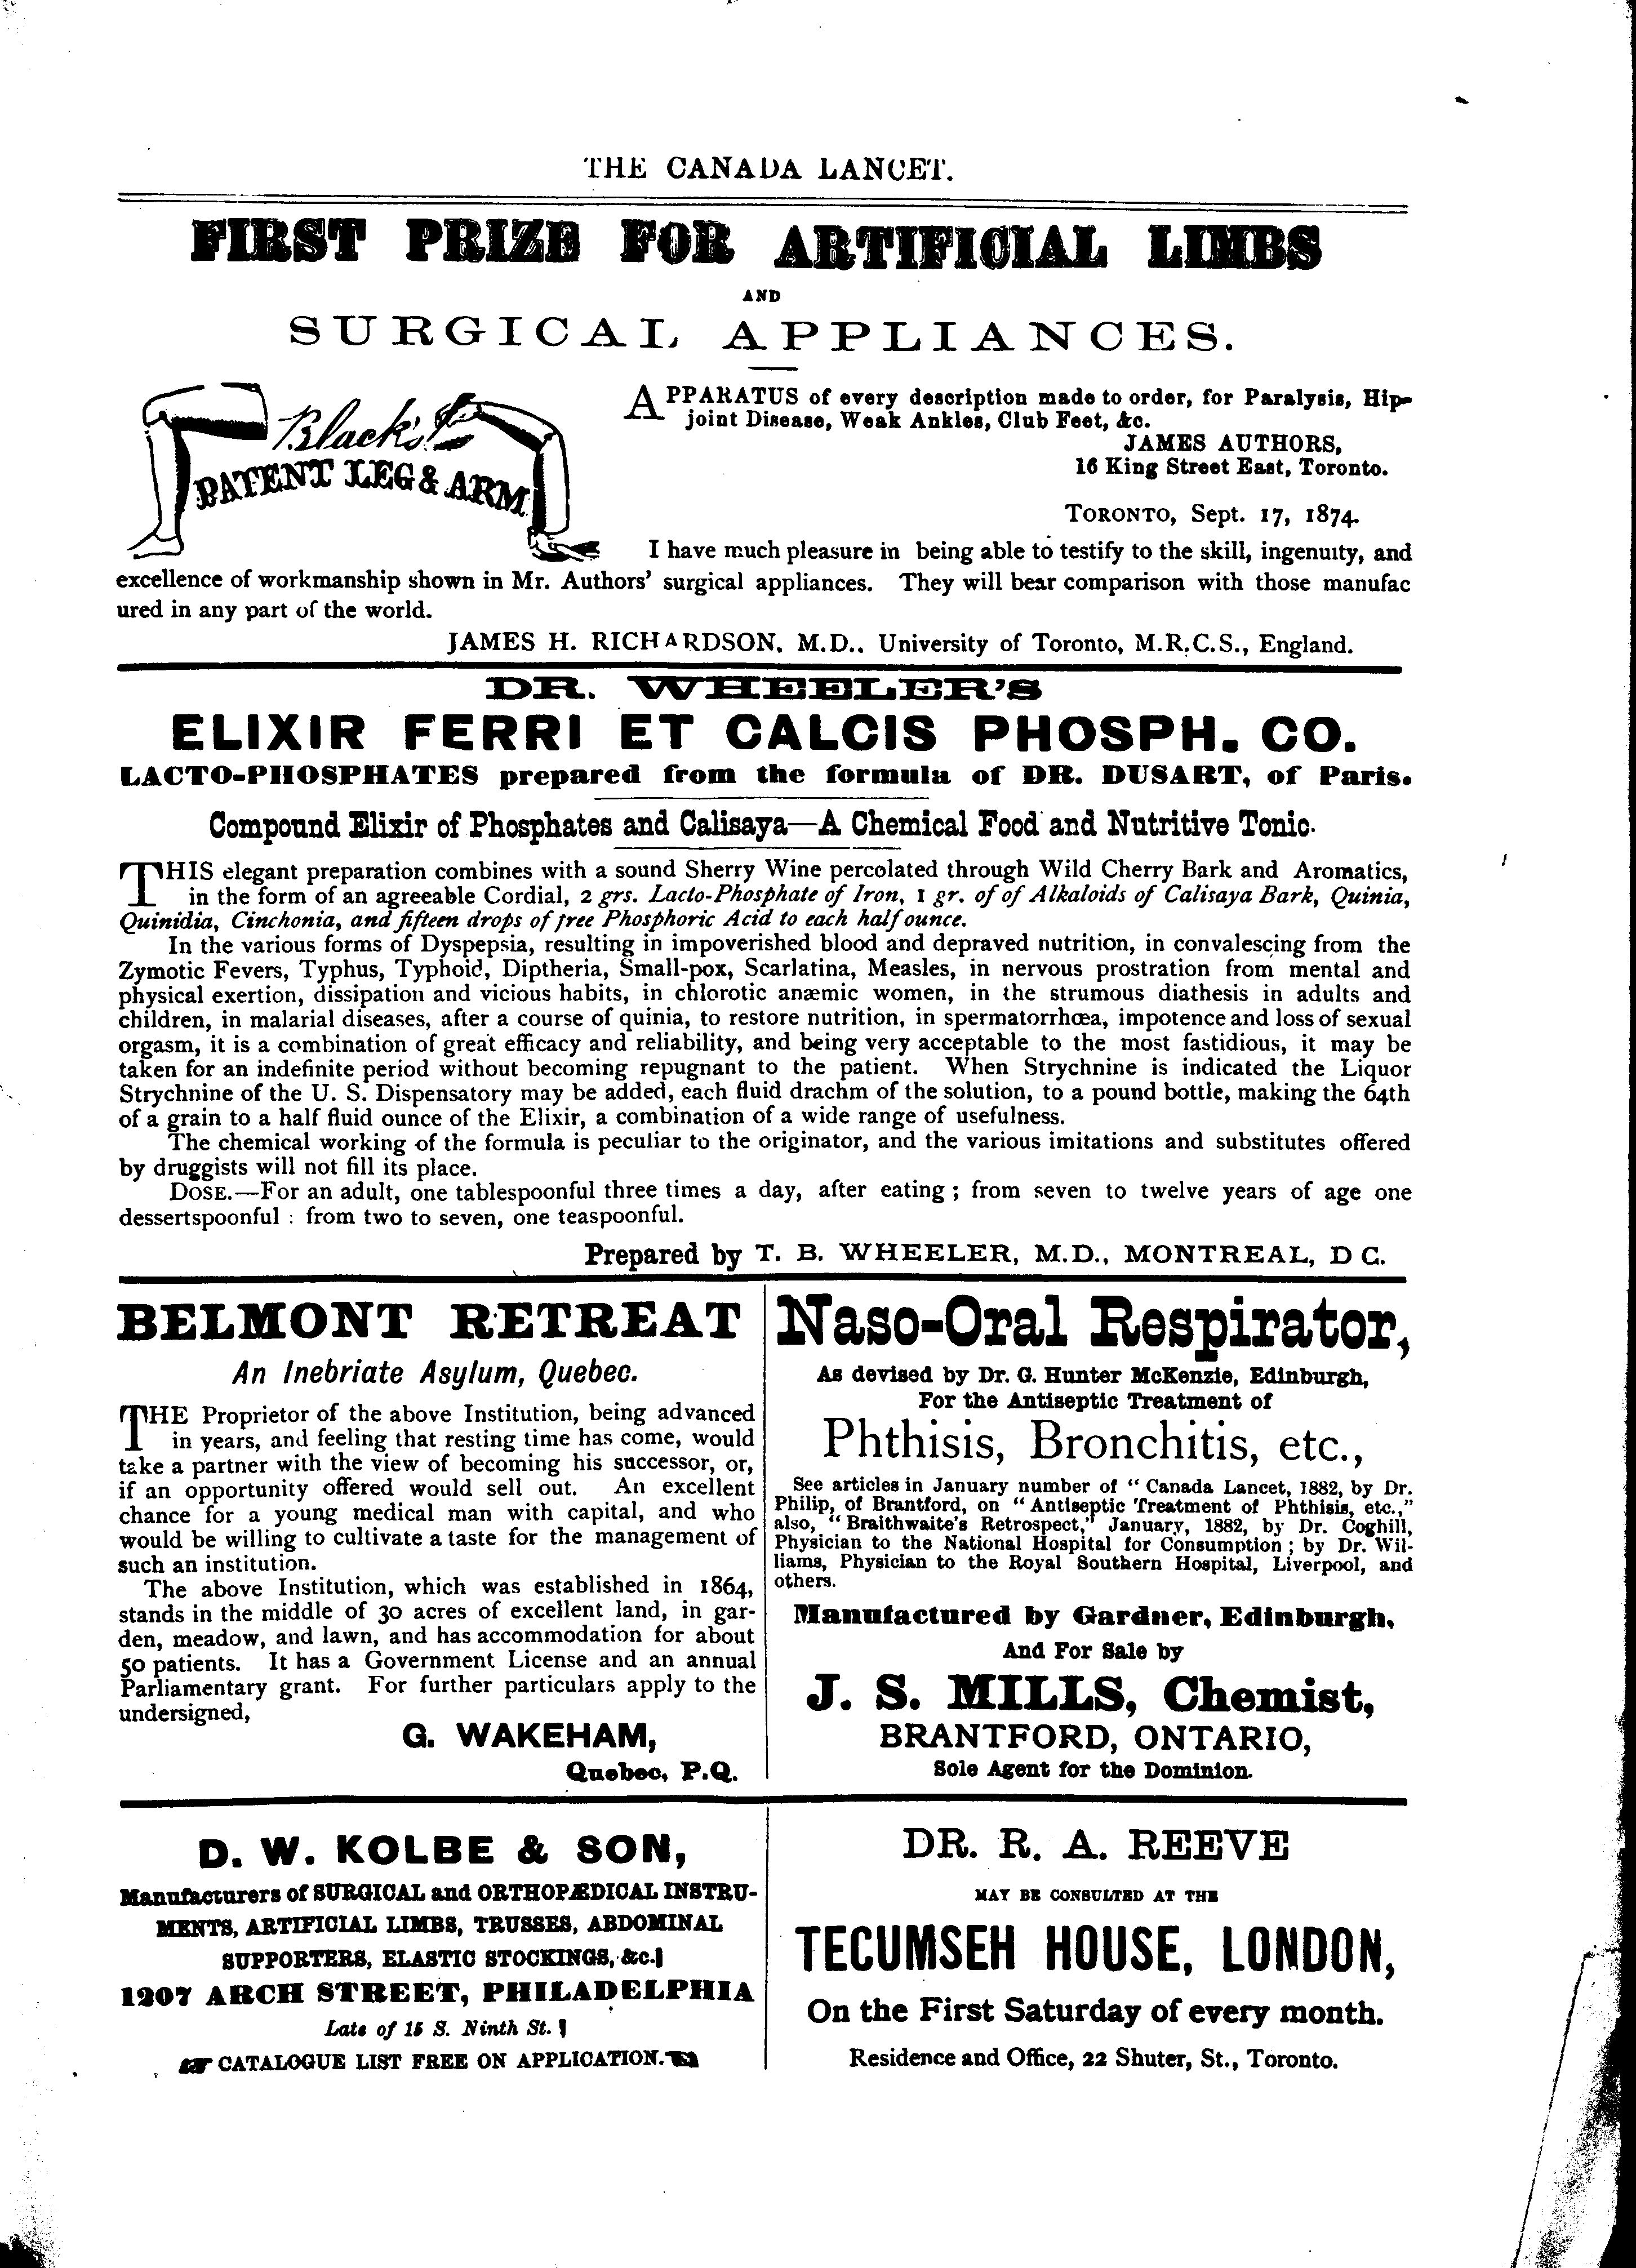 THE CANADA LANCET.
FIRST PRIZE FOR ARTIFICIAL LIMBS
AND
SURGICAL APPLIANCES.
Black's
PATENT LEG & ARM
APPARATUS of every description made to order, for Paralysis, Hip-
joint Disease, Weak Ankles, Club Feet, &c.
JAMES AUTHORS,
16 King Street East, Toronto.
TORONTO, Sept. 17, 1874.
I have much pleasure in being able to testify to the skill, ingenuity, and
excellence of workmanship shown in Mr. Authors' surgical appliances. They will bear comparison with those manufac
ured in any part of the world.
JAMES H. RICHARDSON, M.D., University of Toronto, M.R.C.S., England.
DR. WHEELER'S
ELIXIR FERRI ET CALCIS PHOSPH. CO.
LACTO-PHOSPHATES prepared from the formula of DR. DUSART, of Paris.
Compound Elixir of Phosphates and Calisaya—A Chemical Food and Nutritive Tonic.
THIS elegant preparation combines with a sound Sherry Wine percolated through Wild Cherry Bark and Aromatics,
in the form of an agreeable Cordial, 2 grs. Lacto-Phosphate of Iron, 1 gr. of of Alkaloids of Calisaya Bark, Quinia,
Quinidia, Cinchonia, and fifteen drops of free Phosphoric Acid to each half ounce.
In the various forms of Dyspepsia, resulting in impoverished blood and depraved nutrition, in convalescing from the
Zymotic Fevers, Typhus, Typhoid, Diptheria, Small-pox, Scarlatina, Measles, in nervous prostration from mental and
physical exertion, dissipation and vicious habits, in chlorotic anæmic women, in the strumous diathesis in adults and
children, in malarial diseases, after a course of quinia, to restore nutrition, in spermatorrhœa, impotence and loss of sexual
orgasm, it is a combination of great efficacy and reliability, and being very acceptable to the most fastidious, it may be
taken for an indefinite period without becoming repugnant to the patient. When Strychnine is indicated the Liquor
Strychnine of the U. S. Dispensatory may be added, each fluid drachm of the solution, to a pound bottle, making the 64th
of a grain to a half fluid ounce of the Elixir, a combination of a wide range of usefulness.
The chemical working of the formula is peculiar to the originator, and the various imitations and substitutes offered
by druggists will not fill its place.
DOSE.—For an adult, one tablespoonful three times a day, after eating ; from seven to twelve years of age one
dessertspoonful : from two to seven, one teaspoonful.
Prepared by T. B. WHEELER, M.D., MONTREAL, D C.
BELMONT RETREAT
An Inebriate Asylum, Quebec.
THE Proprietor of the above Institution, being advanced
in years, and feeling that resting time has come, would
take a partner with the view of becoming his successor, or,
if an opportunity offered would sell out. An excellent
chance for a young medical man with capital, and who
would be willing to cultivate a taste for the management of
such an institution.
The above Institution, which was established in 1864,
stands in the middle of 30 acres of excellent land, in gar-
den, meadow, and lawn, and has accommodation for about
50 patients. It has a Government License and an annual
Parliamentary grant. For further particulars apply to the
undersigned,
G. WAKEHAM,
Quebec, P.Q.
Naso-Oral Respirator,
As devised by Dr. G. Hunter McKenzie, Edinburgh,
For the Antiseptic Treatment of
Phthisis, Bronchitis, etc.,
See articles in January number of "Canada Lancet, 1882, by Dr.
Philip, of Brantford, on "Antiseptic Treatment of Phthisis, etc.,"
also, "Braithwaite's Retrospect," January, 1882, by Dr. Coghill,
Physician to the National Hospital for Consumption ; by Dr. Wil-
liams, Physician to the Royal Southern Hospital, Liverpool, and
others.
Manufactured by Gardner, Edinburgh,
And For Sale by
J. S. MILLS, Chemist,
BRANTFORD, ONTARIO,
Sole Agent for the Dominion.
D. W. KOLBE & SON,
Manufacturers of SURGICAL and ORTHOPÆDICAL INSTRU-
MENTS, ARTIFICIAL LIMBS, TRUSSES, ABDOMINAL
SUPPORTERS, ELASTIC STOCKINGS, &c.
1207 ARCH STREET, PHILADELPHIA
Late of 15 S. Ninth St.
☞ CATALOGUE LIST FREE ON APPLICATION. ☜
DR. R. A. REEVE
MAY BE CONSULTED AT THE
TECUMSEH HOUSE, LONDON,
On the First Saturday of every month.
Residence and Office, 22 Shuter, St., Toronto.